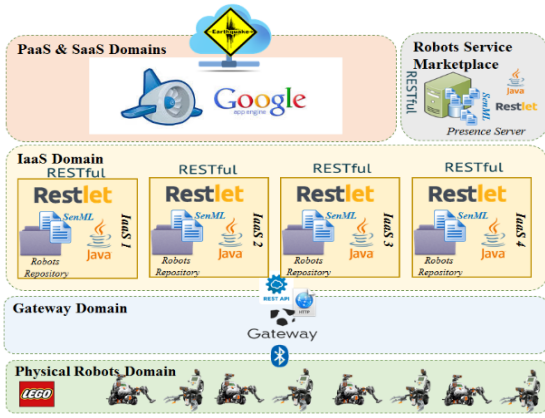 Earthquake
PaaS & SaaS Domains
Google
app engine
Robots Service
Marketplace
RESTful
SenML
Java
Restlet
Presence Server
IaaS Domain
RESTful
Restlet
SenML
Java
IaaS 1
Robots
Repository
RESTful
Restlet
SenML
Java
IaaS 2
Robots
Repository
RESTful
Restlet
SenML
Java
IaaS 3
Robots
Repository
RESTful
Restlet
SenML
Java
IaaS 4
Robots
Repository
REST API
Gateway Domain
Gateway
Physical Robots Domain
LEGO